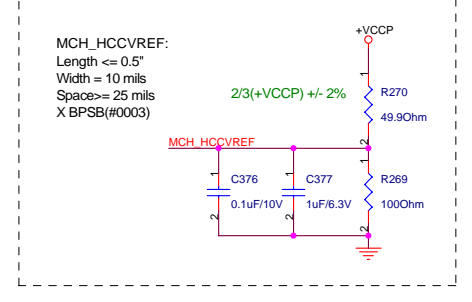 +VCCP
MCH_HCCVREF:
Length <= 0.5"
Width = 10 mils
Space>= 25 mils
X BPSB(#0003)
2/3(+VCCP) +/- 2%
1
R270
49.9Ohm
2
MCH_HCCVREF
1
C376
0.1uF/10V
2
1
C377
1uF/6.3V
2
1
R269
100Ohm
2